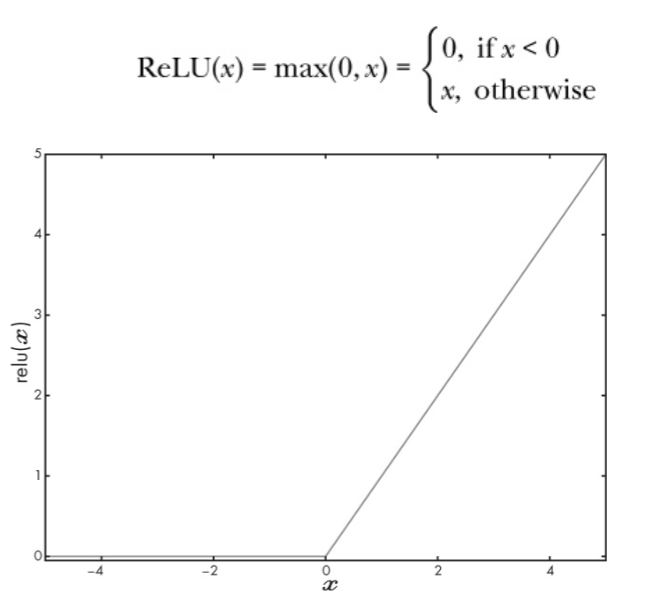 ReLU(x) = max(0, x) = { 0, if x < 0
x, otherwise
5
4
3
2
1
0
relu(x)
−4 −2 0 2 4
x